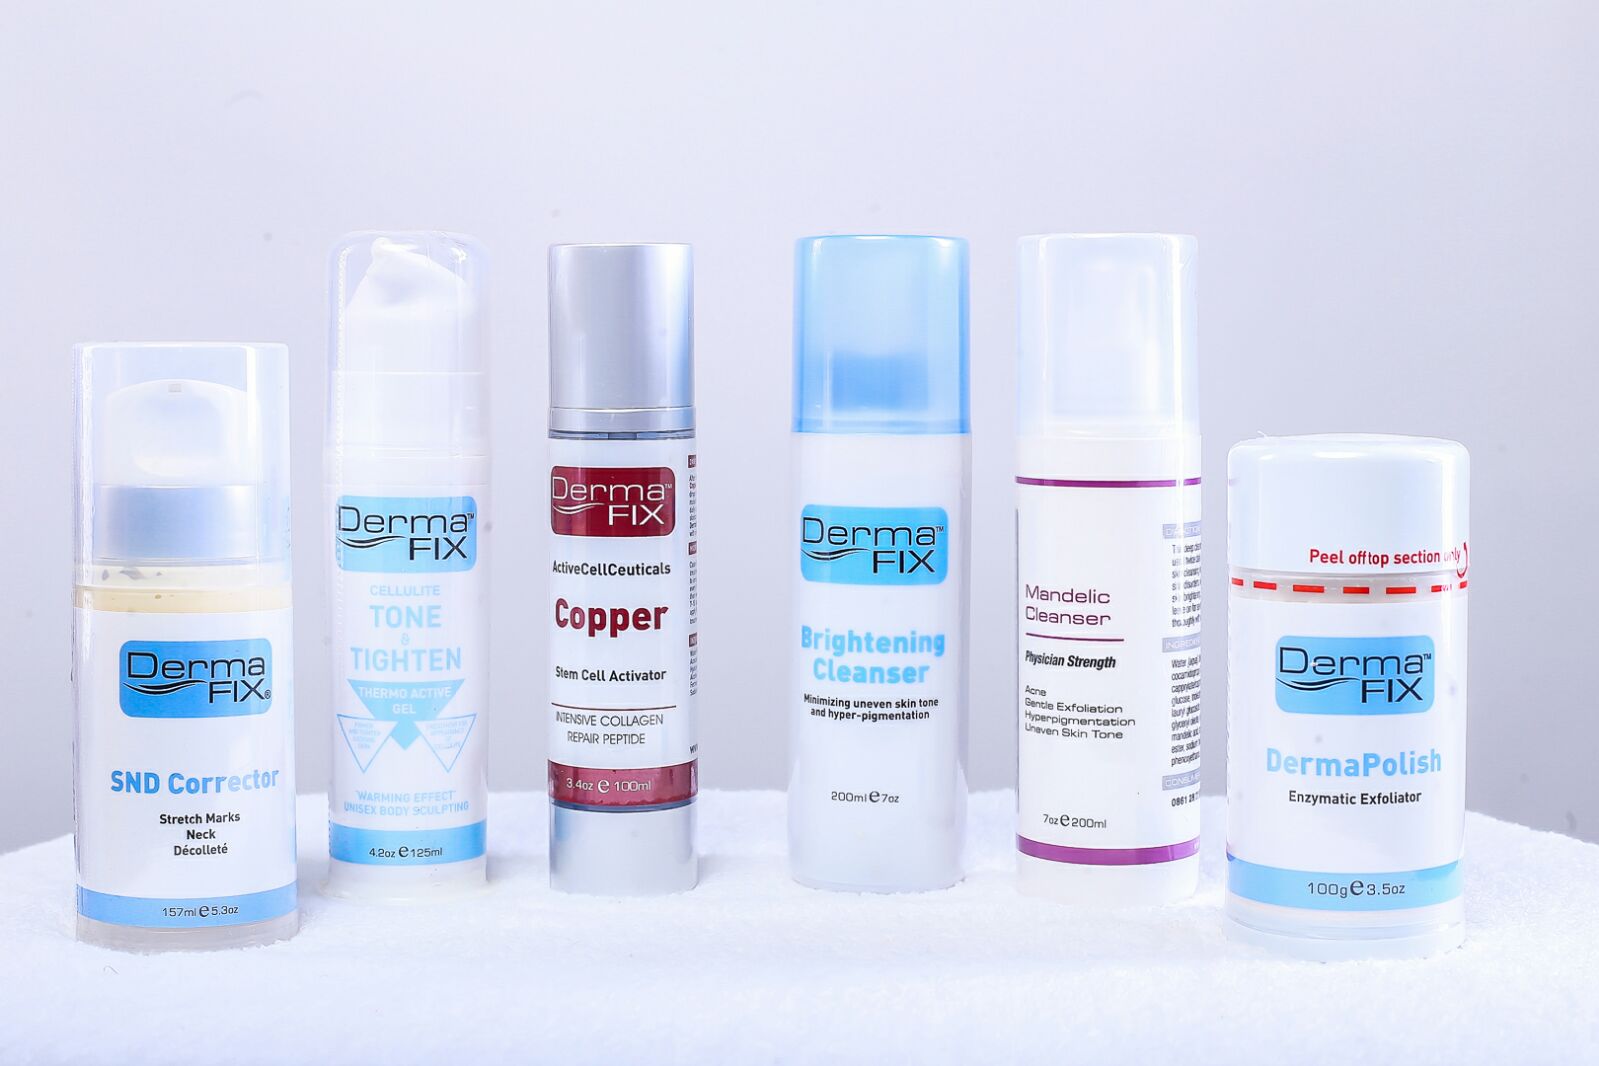 Derma
FIX®
SND Corrector
Stretch Marks
Neck
Décolleté
157ml e 5.3oz
Derma™
FIX
CELLULITE
TONE
&
TIGHTEN
THERMO ACTIVE
GEL
"WARMING EFFECT"
UNISEX BODY SCULPTING
4.2oz e 125ml
Derma™
FIX
ActiveCellCeuticals
Copper
Stem Cell Activator
INTENSIVE COLLAGEN
REPAIR PEPTIDE
3.4oz e 100ml
Derma™
FIX
Brightening
Cleanser
Minimizing uneven skin tone
and hyper-pigmentation
200ml e 7oz
Mandelic
Cleanser
Physician Strength
Acne
Gentle Exfoliation
Hyperpigmentation
Uneven Skin Tone
7oz e 200ml
Peel off top section only
Derma™
FIX
DermaPolish
Enzymatic Exfoliator
100g e 3.5oz